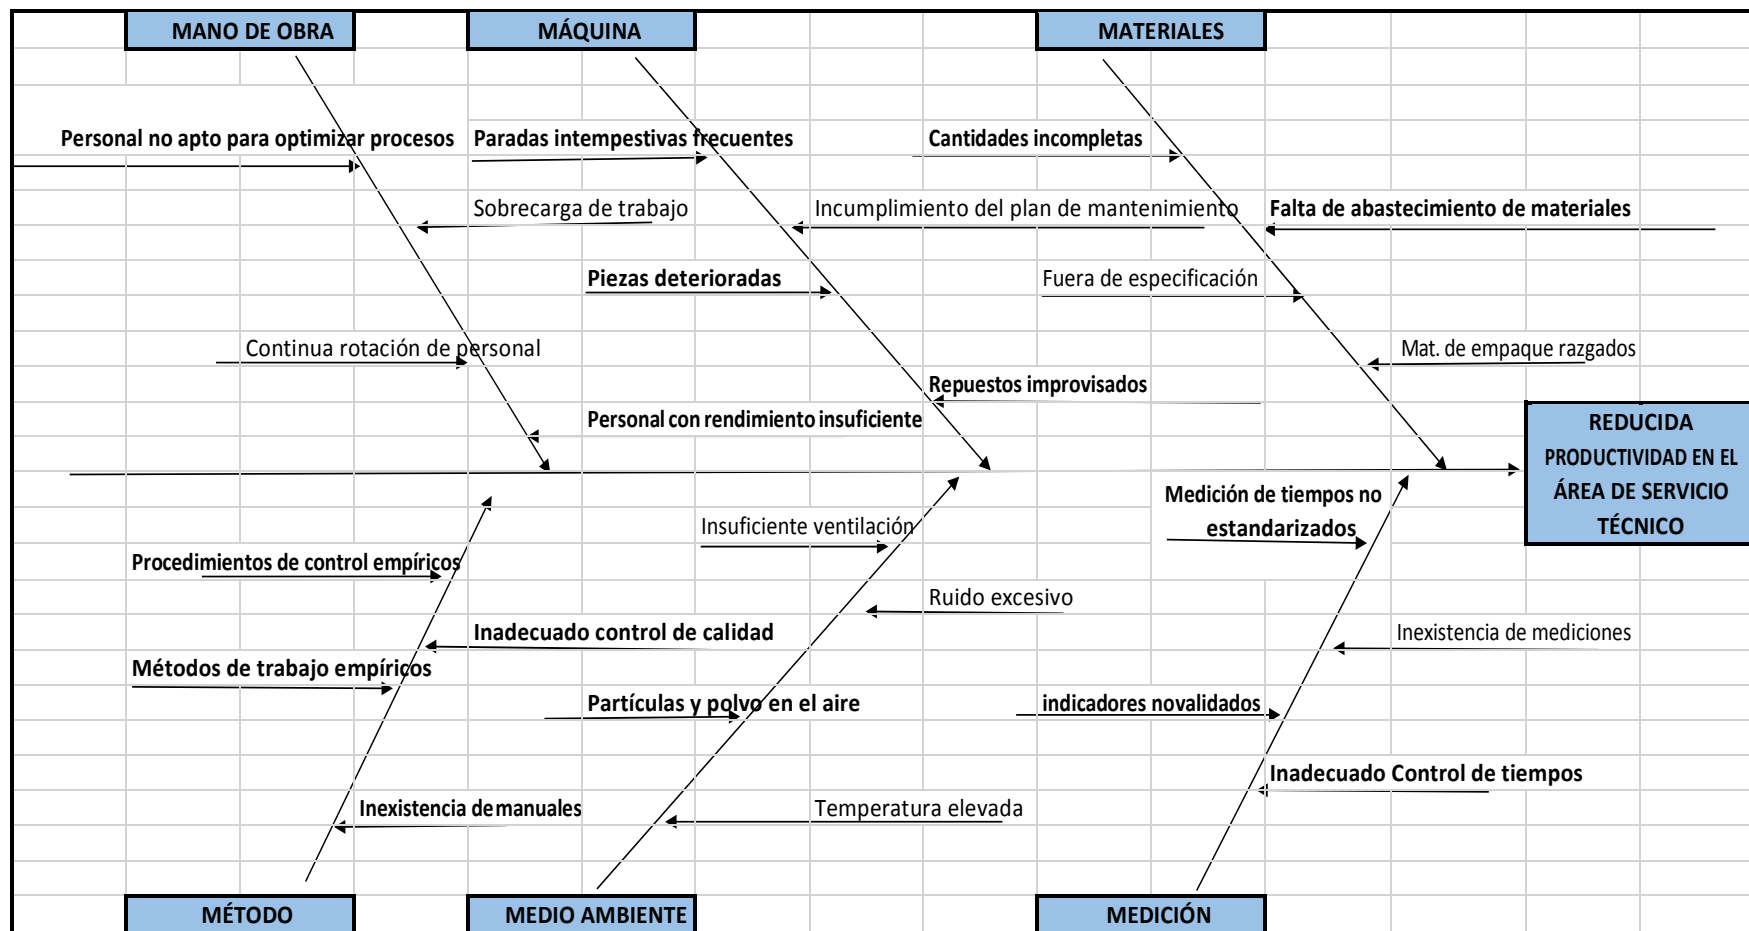 MANO DE OBRA
MÁQUINA
MATERIALES
Personal no apto para optimizar procesos
Paradas intempestivas frecuentes
Cantidades incompletas
Sobrecarga de trabajo
Incumplimiento del plan de mantenimiento
Falta de abastecimiento de materiales
Piezas deterioradas
Fuera de especificación
Continua rotación de personal
Mat. de empaque razgados
Repuestos improvisados
Personal con rendimiento insuficiente
REDUCIDA
PRODUCTIVIDAD EN EL
ÁREA DE SERVICIO
TÉCNICO
Medición de tiempos no
estandarizados
Insuficiente ventilación
Procedimientos de control empíricos
Ruido excesivo
Inadecuado control de calidad
Inexistencia de mediciones
Métodos de trabajo empíricos
Partículas y polvo en el aire
indicadores novalidados
Inadecuado Control de tiempos
Inexistencia de manuales
Temperatura elevada
MÉTODO
MEDIO AMBIENTE
MEDICIÓN